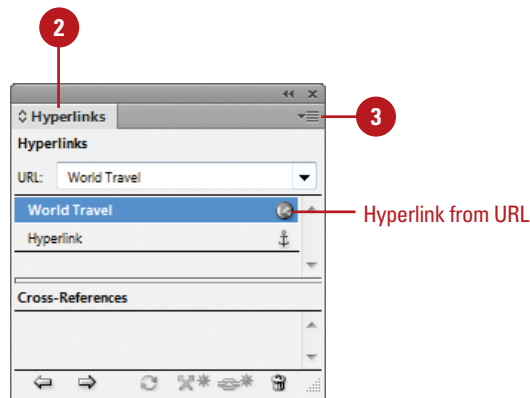 2
Hyperlinks
3
Hyperlinks
URL: World Travel
World Travel
Hyperlink from URL
Hyperlink
Cross-References